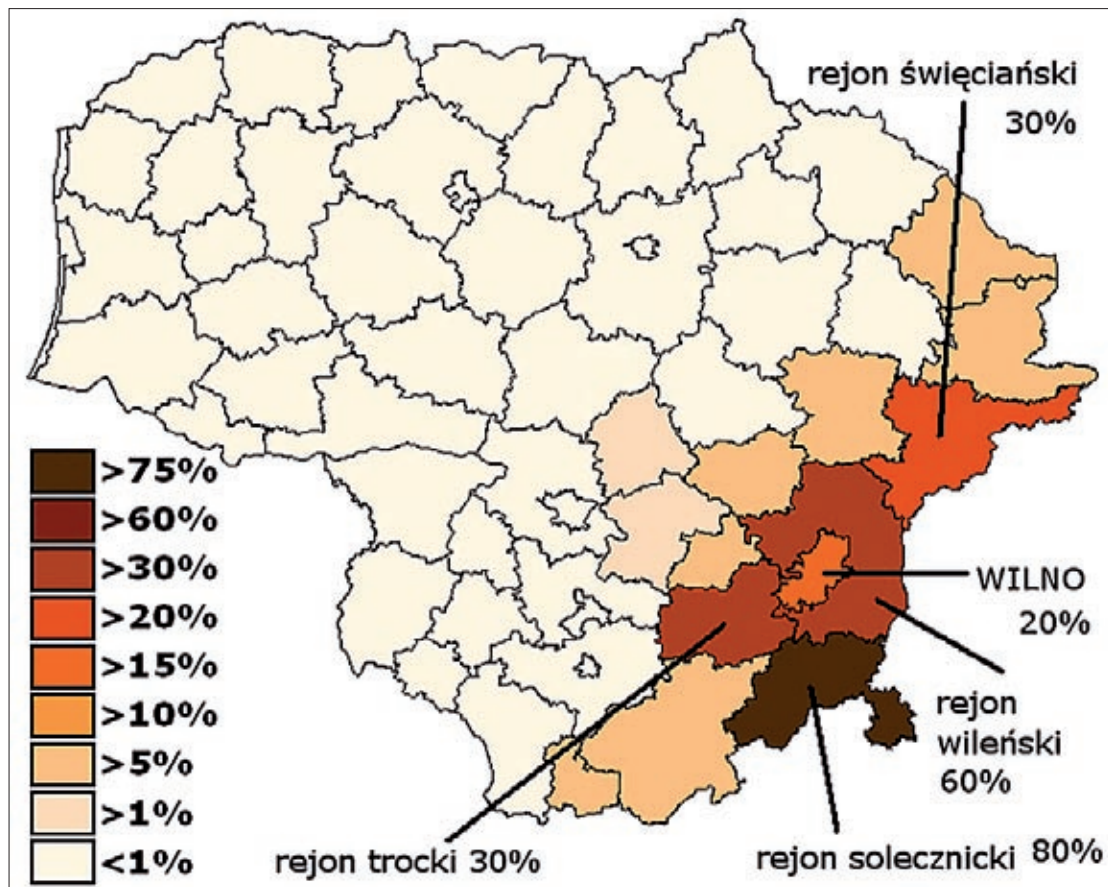 rejon święciański
30%
>75%
>60%
>30%
>20%
>15%
>10%
>5%
>1%
<1%
WILNO
20%
rejon
wileński
60%
rejon trocki 30%
rejon solecznicki 80%